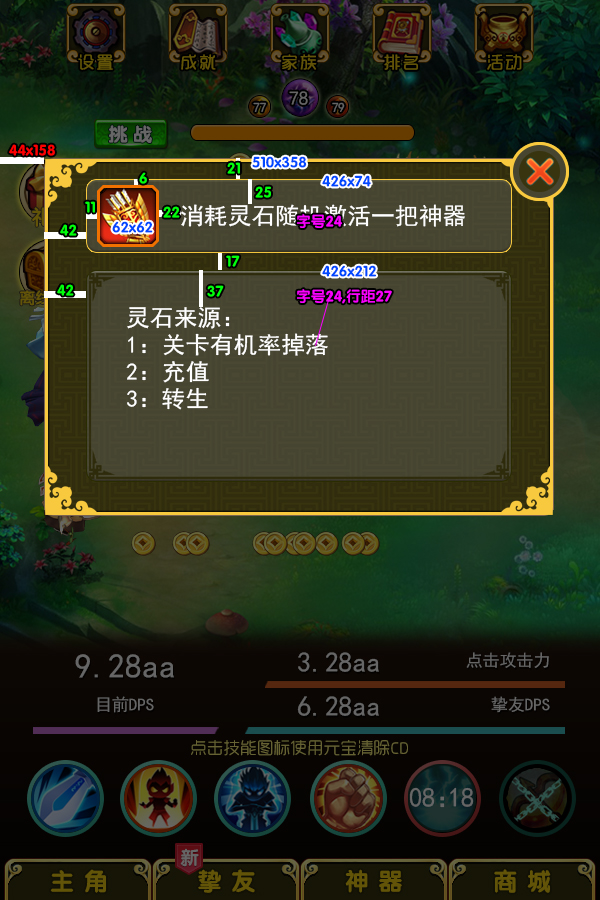 设置
成就
家族
排名
活动
77
78
79
挑战
44x158
21
510x358
6
25
426x74
11
22
消耗灵石随机激活一把神器
字号24
62x62
42
17
426x212
42
37
字号24,行距27
灵石来源:
1: 关卡有机率掉落
2: 充值
3: 转生
9.28aa
3.28aa
点击攻击力
目前DPS
6.28aa
挚友DPS
点击技能图标使用元宝清除CD
08:18
新
主角
挚友
神器
商城